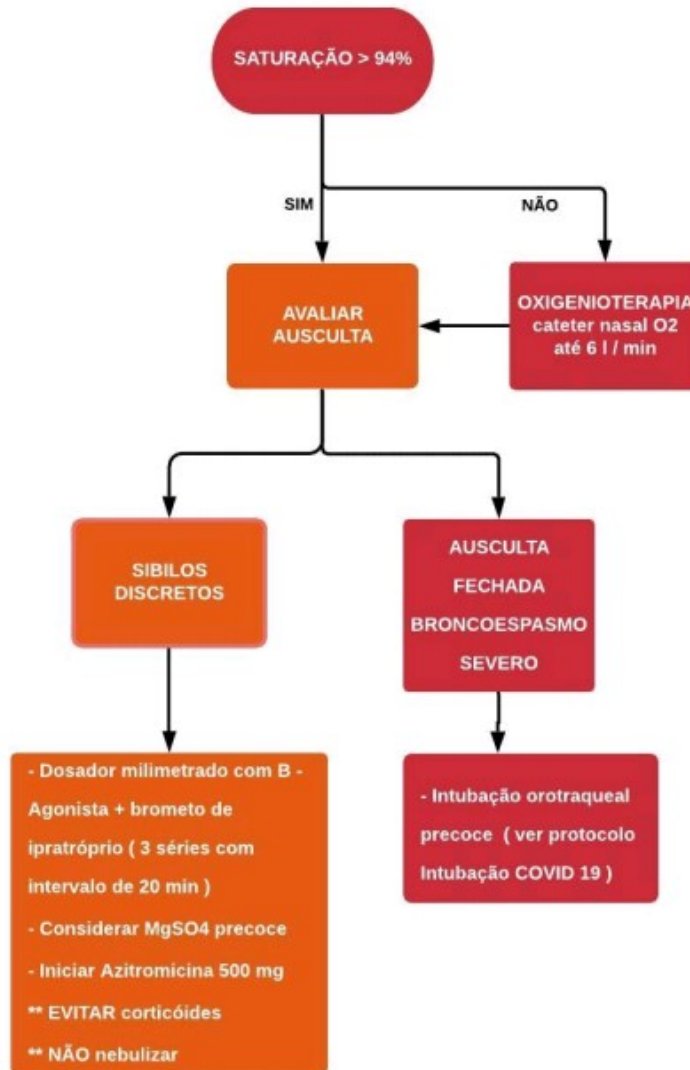 SATURAÇÃO > 94%
SIM
NÃO
AVALIAR
AUSCULTA
OXIGENIOTERAPIA
cateter nasal O2
até 6 l / min
SIBILOS
DISCRETOS
AUSCULTA
FECHADA
BRONCOESPASMO
SEVERO
- Dosador milimetrado com B -
Agonista + brometo de
ipratróprio ( 3 séries com
intervalo de 20 min )
- Considerar MgSO4 precoce
- Iniciar Azitromicina 500 mg
** EVITAR corticóides
** NÃO nebulizar
- Intubação orotraqueal
precoce ( ver protocolo
Intubação COVID 19 )